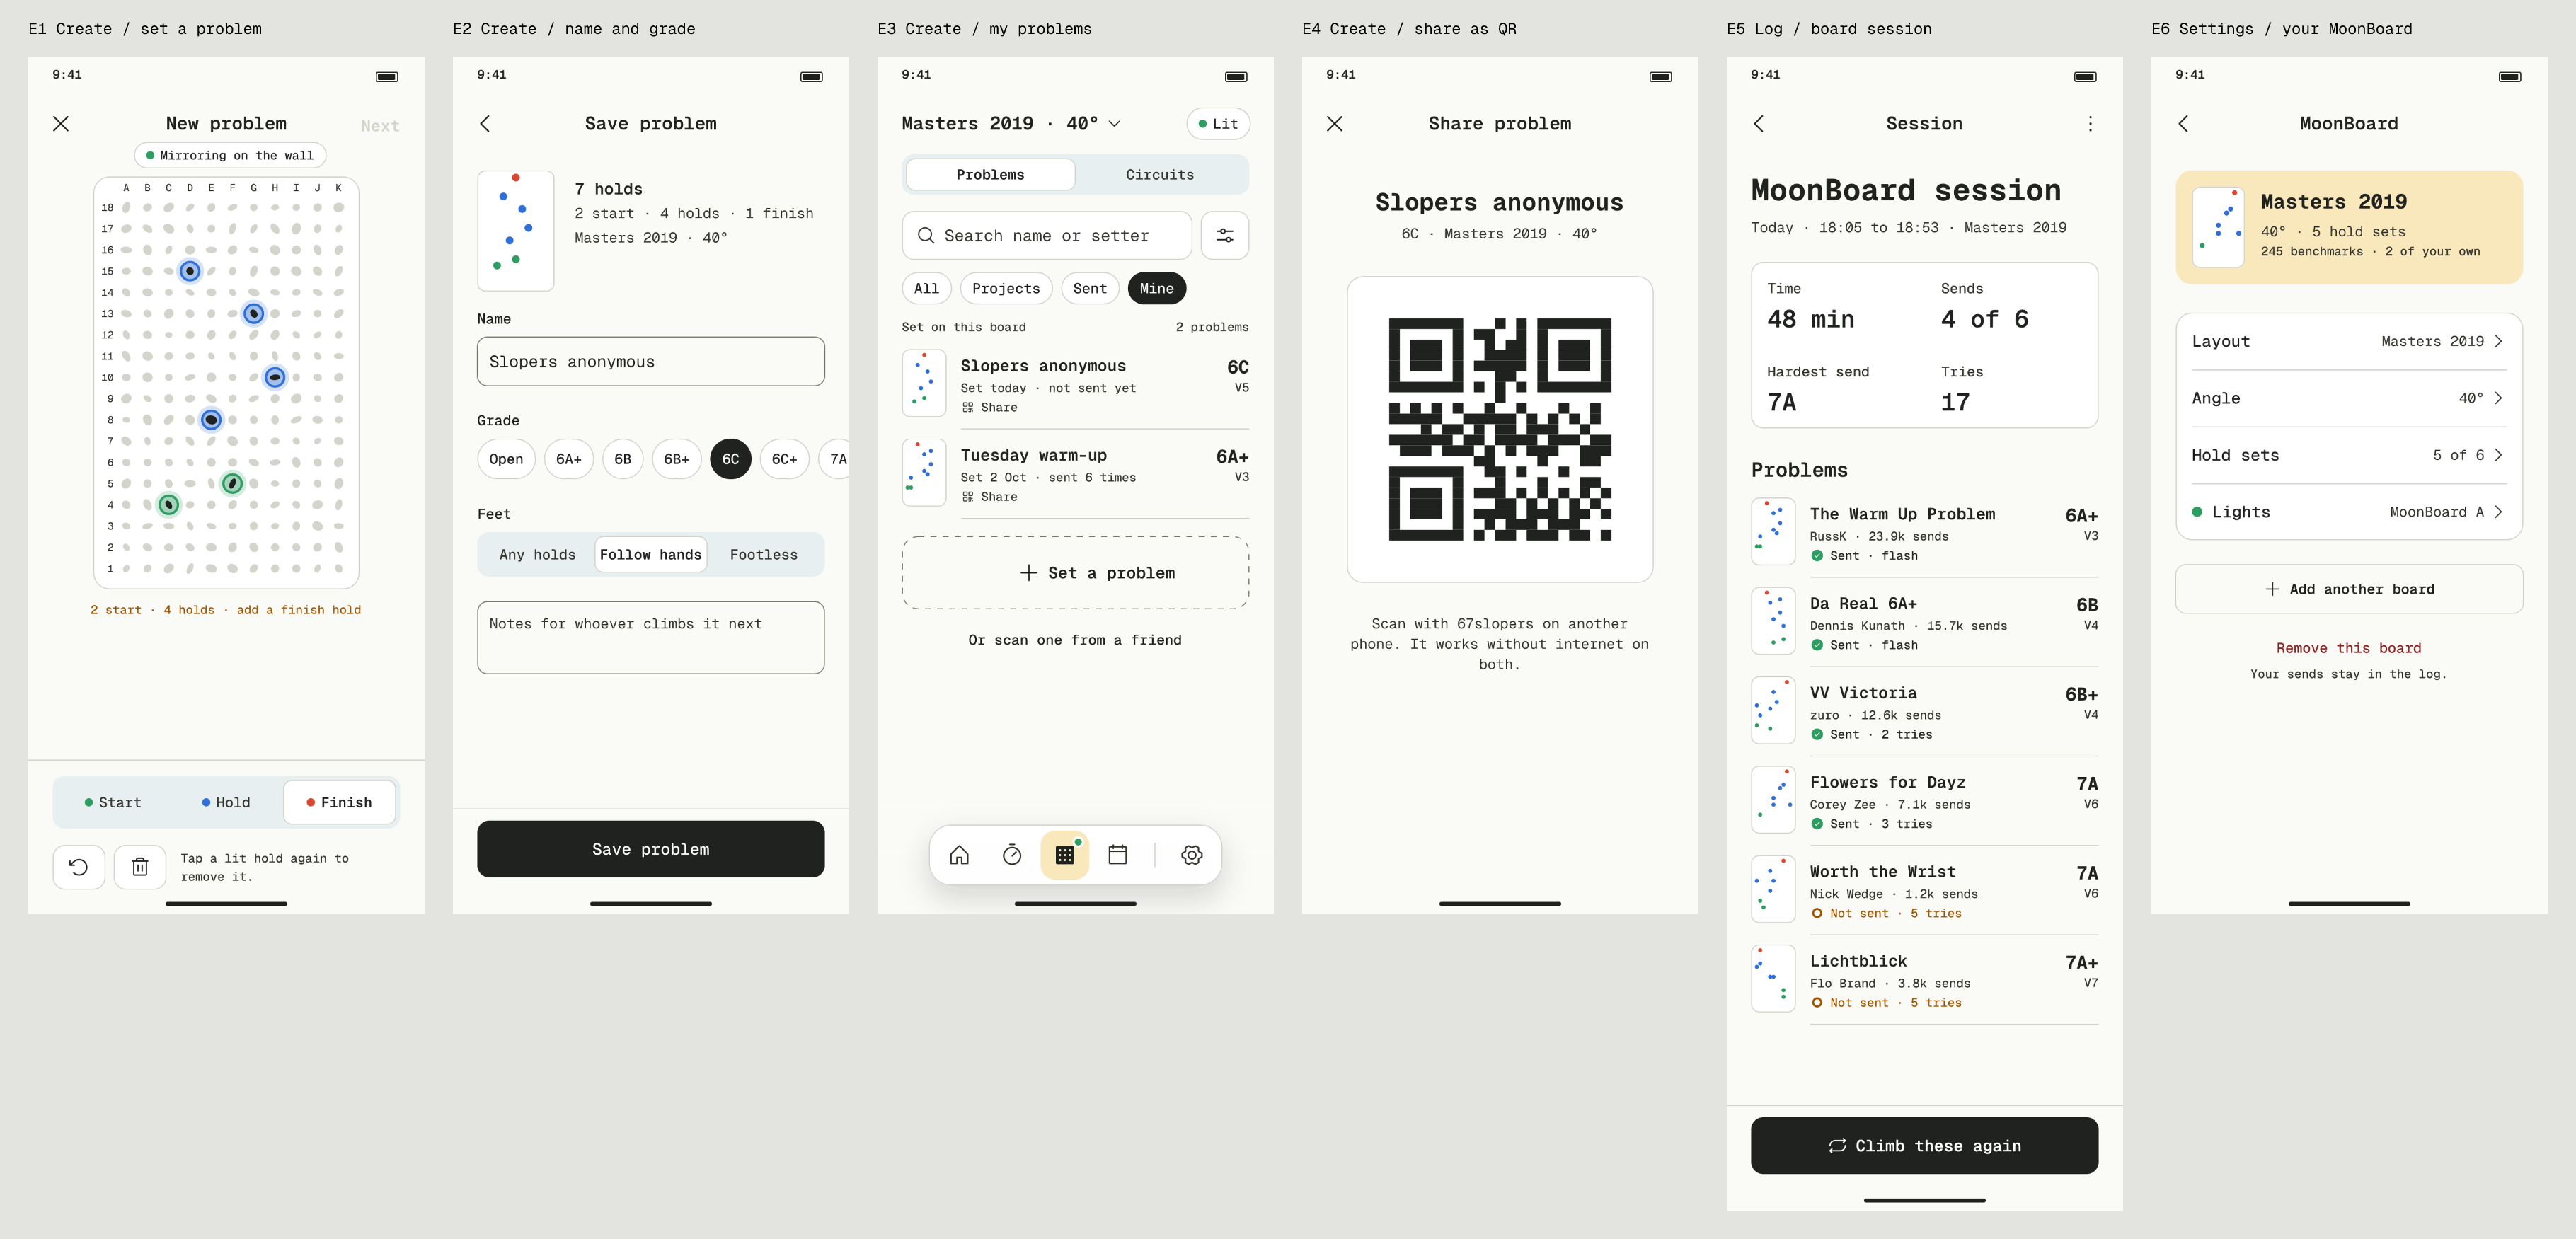 E1 Create / set a problem
9:41
New problem
Next
Mirroring on the wall
A B C D E F G H I J K
18
17
16
15
14
13
12
11
10
9
8
7
6
5
4
3
2
1
2 start · 4 holds · add a finish hold
Start
Hold
Finish
Tap a lit hold again to
remove it.
E2 Create / name and grade
9:41
Save problem
7 holds
2 start · 4 holds · 1 finish
Masters 2019 · 40°
Name
Slopers anonymous
Grade
Open 6A+ 6B 6B+ 6C 6C+ 7A
Feet
Any holds Follow hands Footless
Notes for whoever climbs it next
Save problem
E3 Create / my problems
9:41
Masters 2019 · 40°
Lit
Problems
Circuits
Search name or setter
All Projects Sent Mine
Set on this board
2 problems
Slopers anonymous
6C
Set today · not sent yet
V5
Share
Tuesday warm-up
6A+
Set 2 Oct · sent 6 times
V3
Share
Set a problem
Or scan one from a friend
E4 Create / share as QR
9:41
Share problem
Slopers anonymous
6C · Masters 2019 · 40°
Scan with 67slopers on another
phone. It works without internet on
both.
E5 Log / board session
9:41
Session
MoonBoard session
Today · 18:05 to 18:53 · Masters 2019
Time
Sends
48 min
4 of 6
Hardest send
Tries
7A
17
Problems
The Warm Up Problem
6A+
RussK · 23.9k sends
V3
Sent · flash
Da Real 6A+
6B
Dennis Kunath · 15.7k sends
V4
Sent · flash
VV Victoria
6B+
zuro · 12.6k sends
V4
Sent · 2 tries
Flowers for Dayz
7A
Corey Zee · 7.1k sends
V6
Sent · 3 tries
Worth the Wrist
7A
Nick Wedge · 1.2k sends
V6
Not sent · 5 tries
Lichtblick
7A+
Flo Brand · 3.8k sends
V7
Not sent · 5 tries
Climb these again
E6 Settings / your MoonBoard
9:41
MoonBoard
Masters 2019
40° · 5 hold sets
245 benchmarks · 2 of your own
Layout
Masters 2019
Angle
40°
Hold sets
5 of 6
Lights
MoonBoard A
Add another board
Remove this board
Your sends stay in the log.